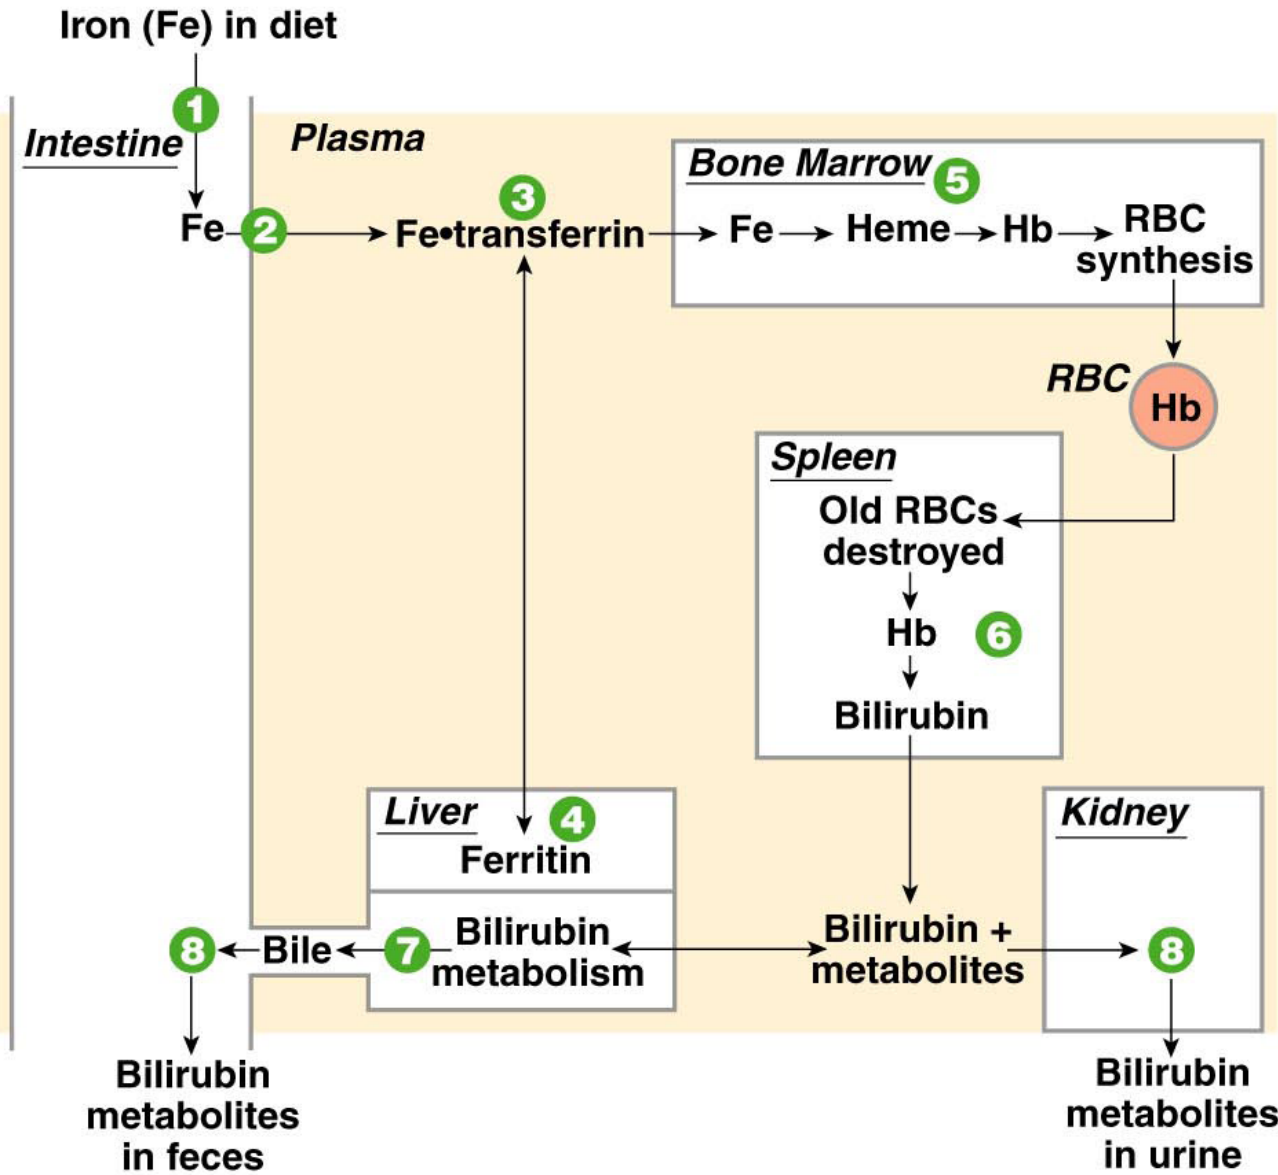 Iron (Fe) in diet
1
Intestine
Plasma
Bone Marrow
5
3
Fe
2
Fe•transferrin
Fe
Heme
Hb
RBC
synthesis
RBC
Hb
Spleen
Old RBCs
destroyed
Hb
6
Bilirubin
Liver
4
Ferritin
Kidney
8
Bile
7
Bilirubin
metabolism
Bilirubin +
metabolites
8
Bilirubin
metabolites
in feces
Bilirubin
metabolites
in urine